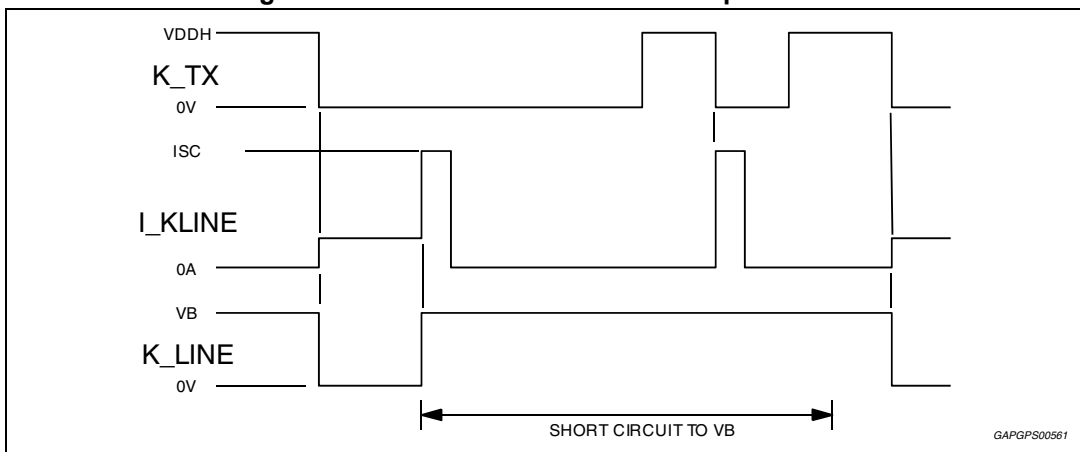 VDDH
K_TX
0V
ISC
I_KLINE
0A
VB
K_LINE
0V
SHORT CIRCUIT TO VB
GAPGPS00561